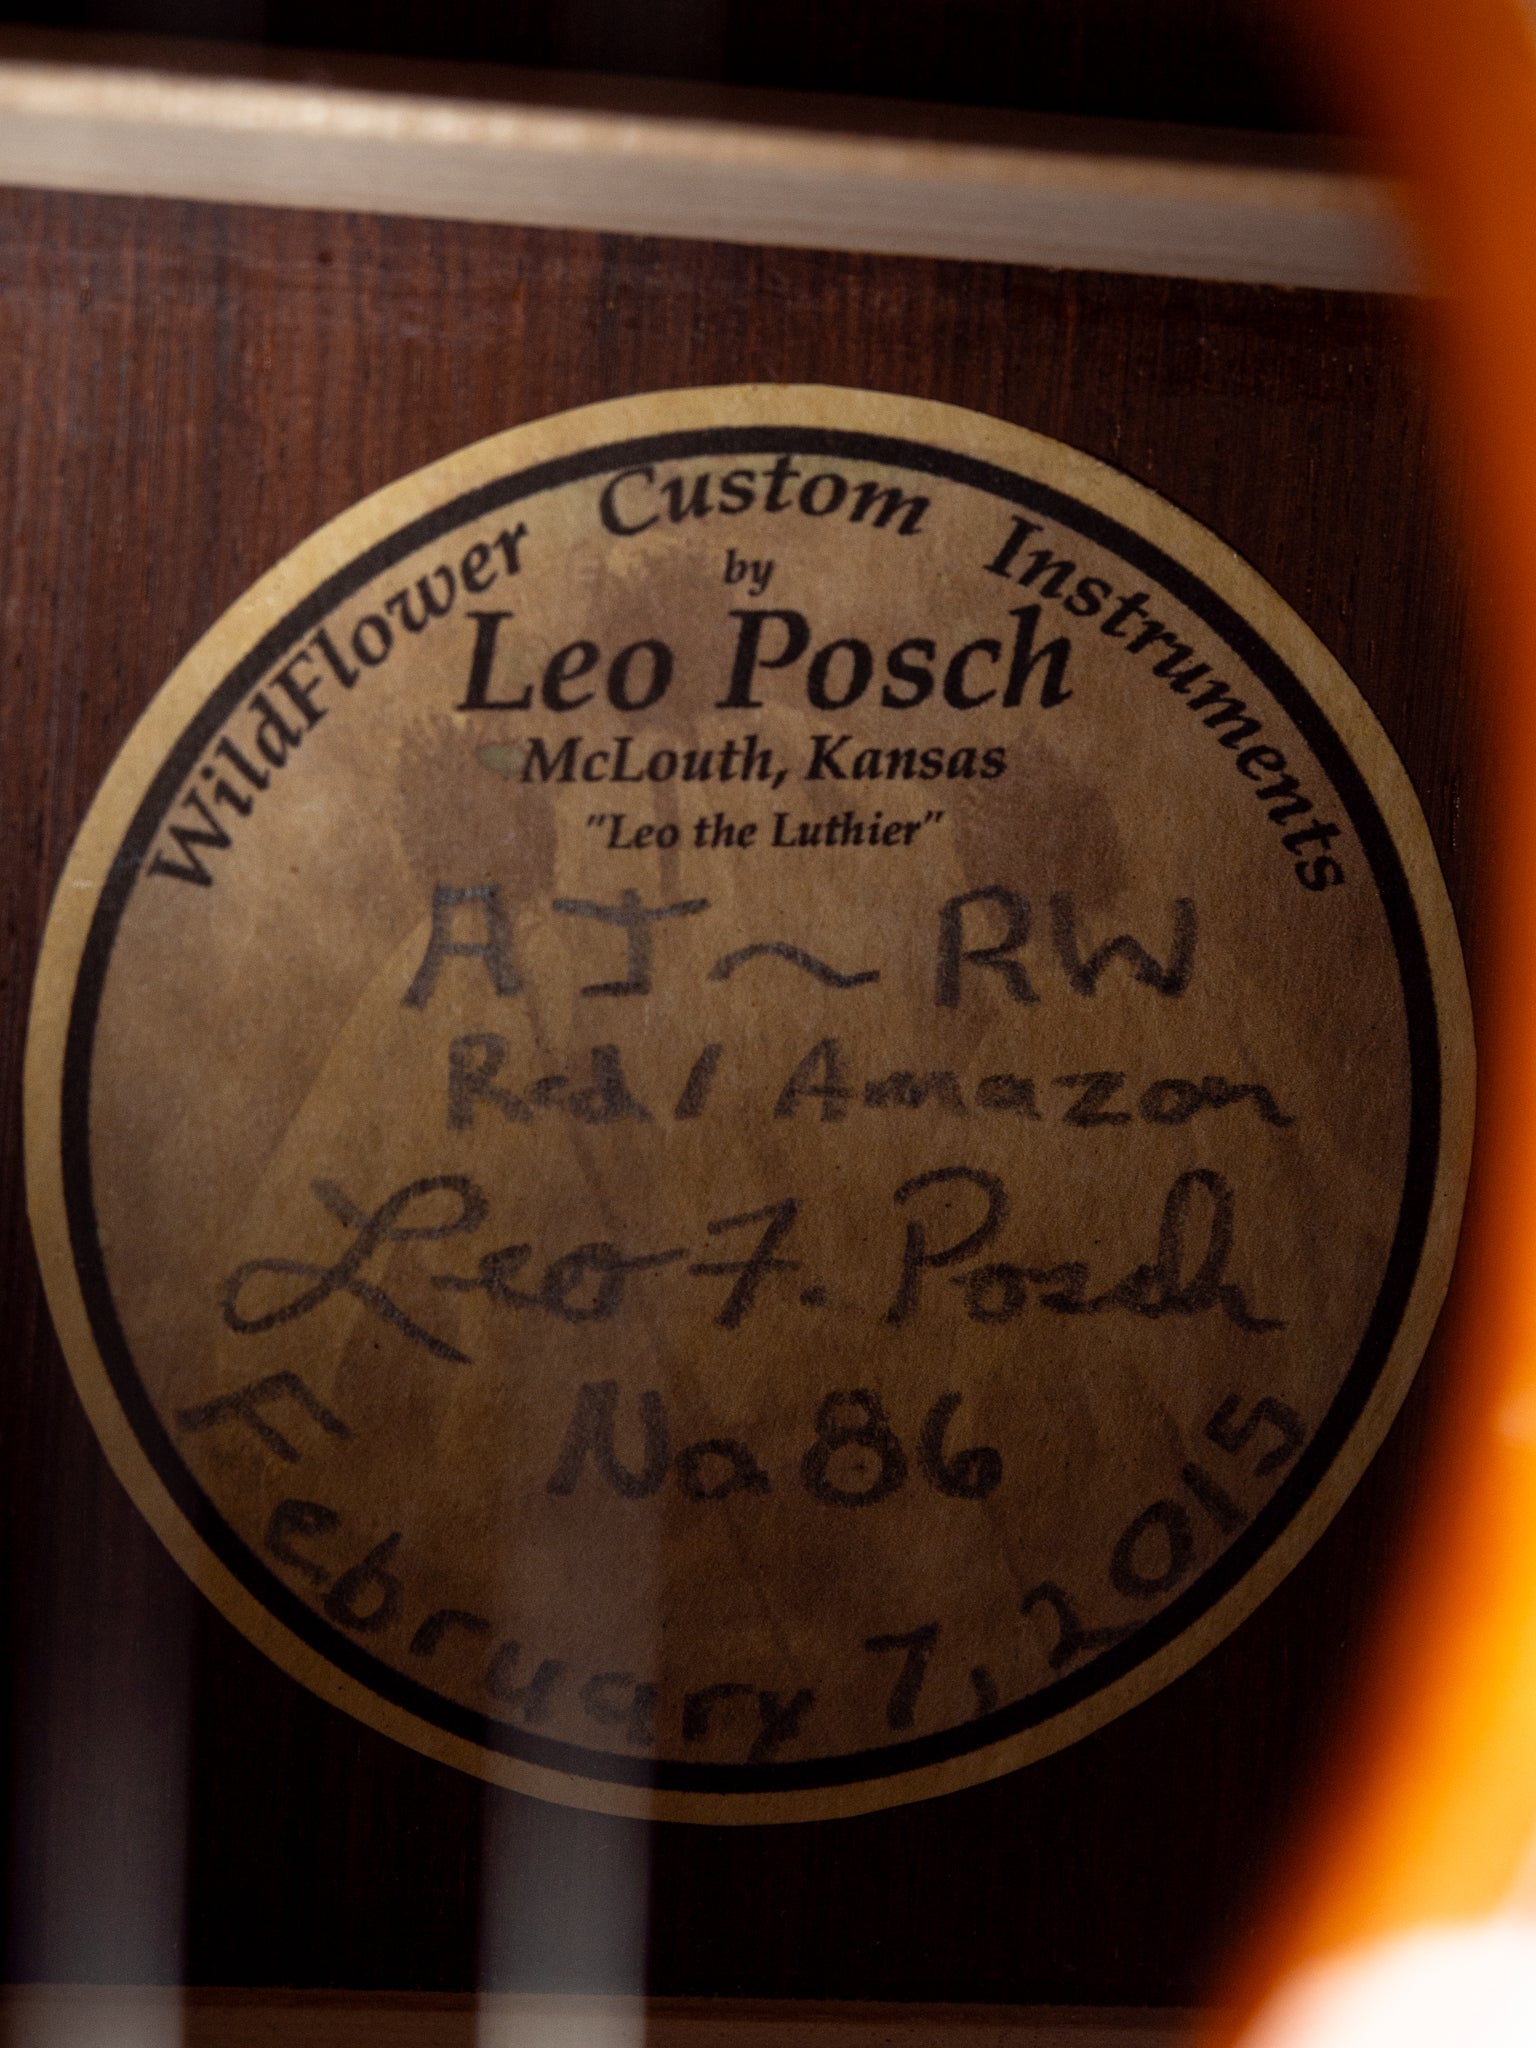 WildFlower Custom Instruments
by
Leo Posch
McLouth, Kansas
"Leo the Luthier"
AJ ~ RW
Red / Amazon
Leo F. Posch
No 86
February 7, 2015